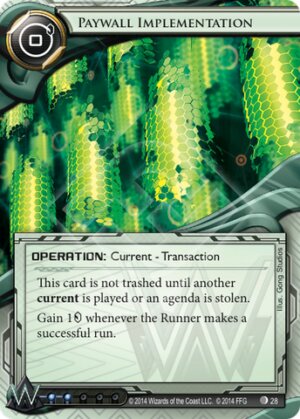 PAYWALL IMPLEMENTATION
0
OPERATION: Current - Transaction
This card is not trashed until another
current is played or an agenda is stolen.
Gain 1 whenever the Runner makes a
successful run.
Illus. Gong Studios
© 2014 Wizards of the Coast LLC. © 2014 FFG
28